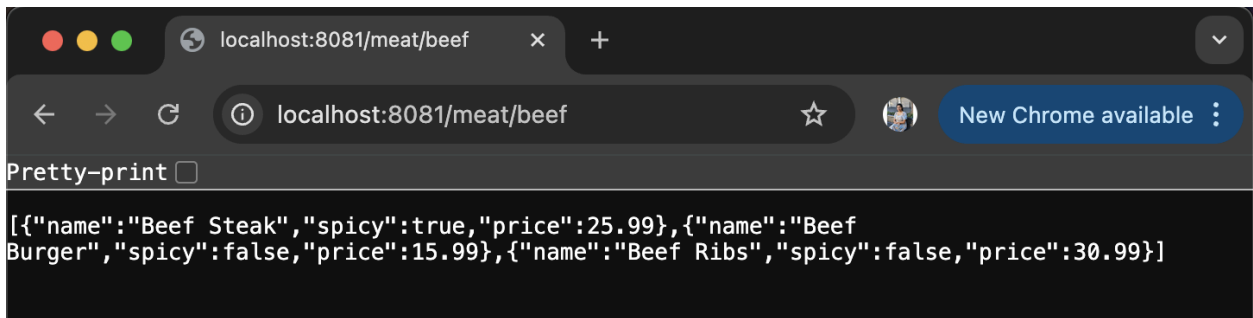 localhost:8081/meat/beef
localhost:8081/meat/beef
New Chrome available
Pretty-print
[{"name":"Beef Steak","spicy":true,"price":25.99},{"name":"Beef
Burger","spicy":false,"price":15.99},{"name":"Beef Ribs","spicy":false,"price":30.99}]